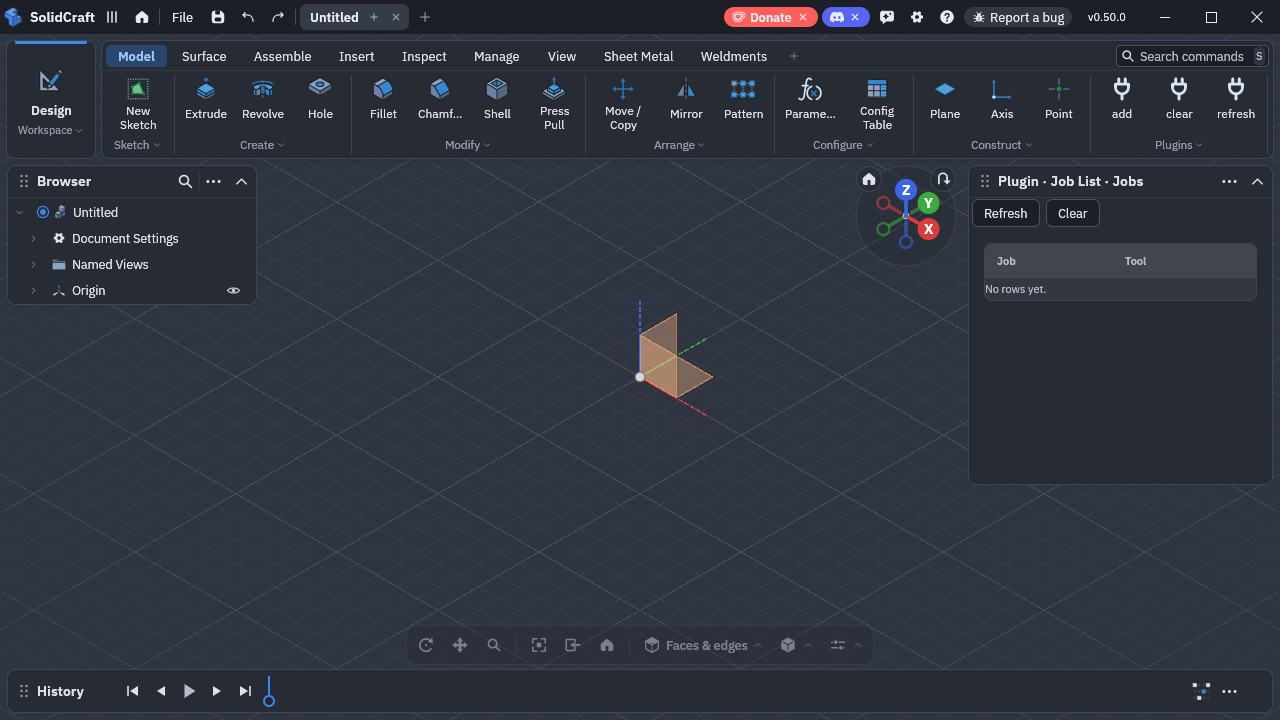 SolidCraft File Untitled Donate Report a bug v0.50.0
Model Surface Assemble Insert Inspect Manage View Sheet Metal Weldments Search commands S
Design
Workspace
New Sketch
Extrude Revolve Hole
Fillet Chamf... Shell Press Pull
Move / Copy Mirror Pattern
Parame... Config Table
Plane Axis Point
add clear refresh
Sketch Create Modify Arrange Configure Construct Plugins
Browser
Untitled
Document Settings
Named Views
Origin
Z
Y
X
Plugin · Job List · Jobs
Refresh Clear
Job Tool
No rows yet.
Faces & edges
History